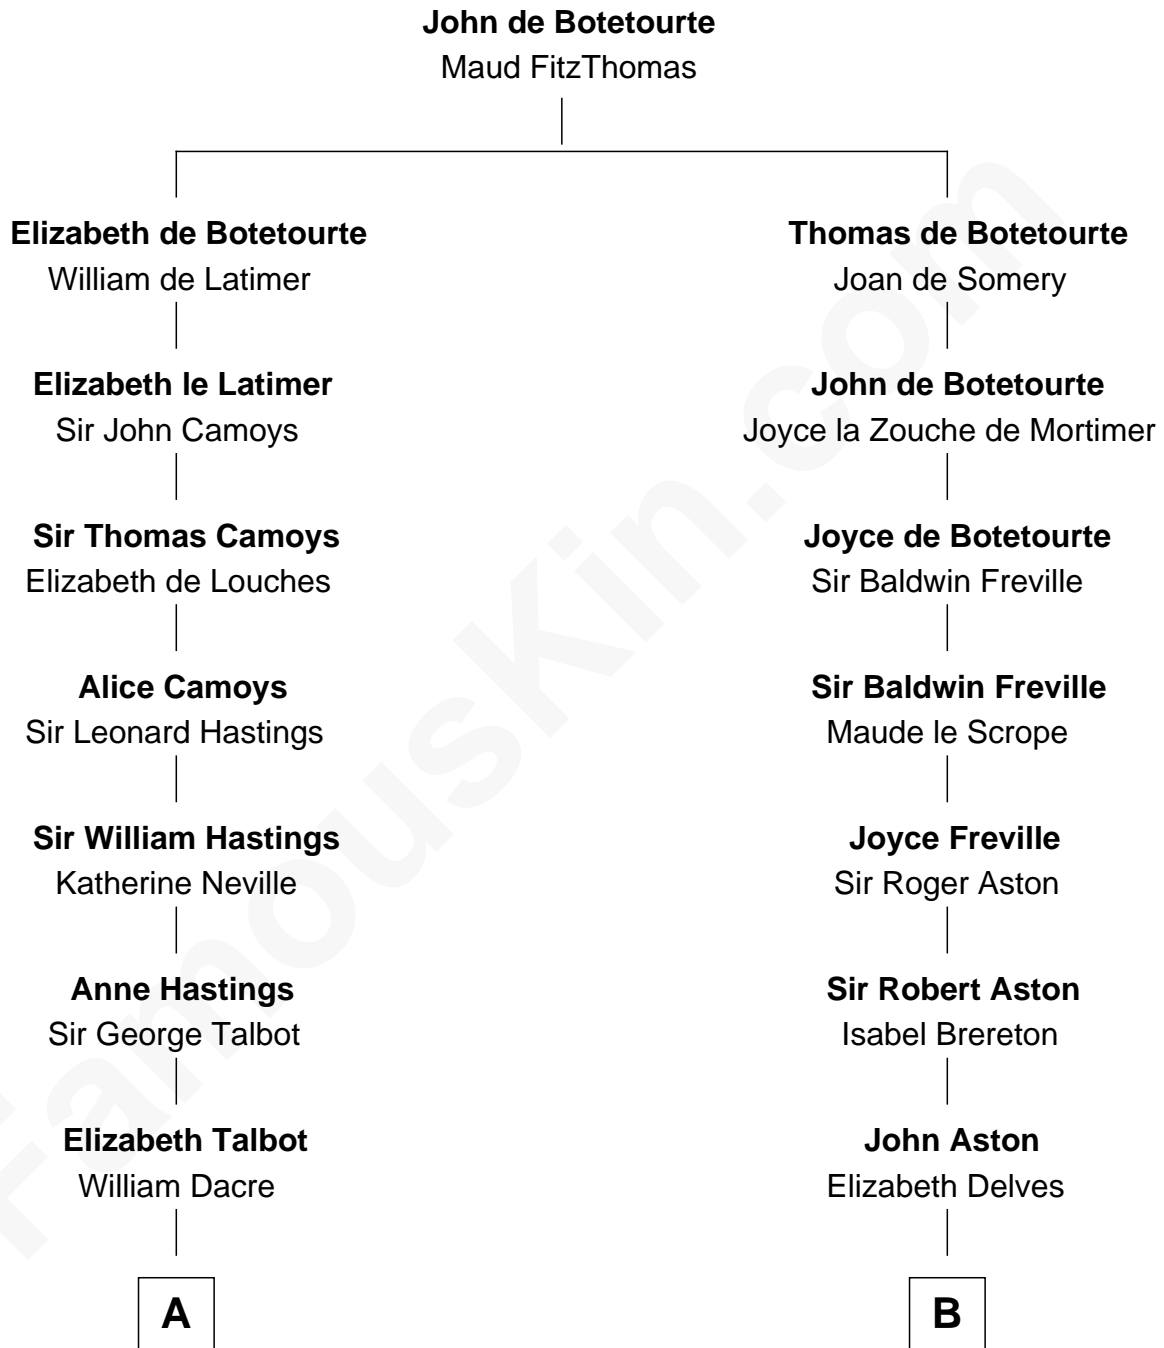 John de Botetourte
Maud FitzThomas
Elizabeth de Botetourte
William de Latimer
Thomas de Botetourte
Joan de Somery
Elizabeth le Latimer
Sir John Camoys
John de Botetourte
Joyce la Zouche de Mortimer
Sir Thomas Camoys
Elizabeth de Louches
Joyce de Botetourte
Sir Baldwin Freville
Alice Camoys
Sir Leonard Hastings
Sir Baldwin Freville
Maude le Scrope
Sir William Hastings
Katherine Neville
Joyce Freville
Sir Roger Aston
Anne Hastings
Sir George Talbot
Sir Robert Aston
Isabel Brereton
Elizabeth Talbot
William Dacre
John Aston
Elizabeth Delves
A
B
FamousKin.com